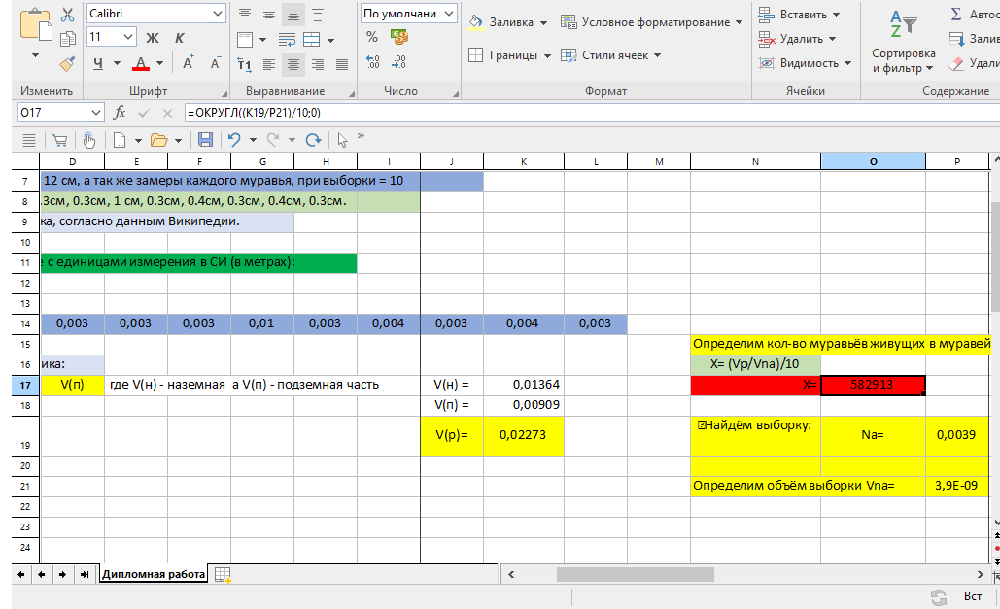 Calibri
По умолчани
Заливка
Условное форматирование
Вставить
Σ Автос
11
Ж К
%
Удалить
Залив
Сортировка и фильтр
Ч А А А
Границы
Стили ячеек
Видимость
Удали
Изменить
Шрифт
Выравнивание
Число
Формат
Ячейки
Содержание
O17
fx
=ОКРУГЛ((K19/P21)/10;0)
D E F G H I J K L M N O P
7 12 см, а так же замеры каждого муравья, при выборки = 10
8 .3см, 0.3см, 1 см, 0.3см, 0.4см, 0.3см, 0.4см, 0.3см.
9 ка, согласно данным Википедии.
10
11 с единицами измерения в СИ (в метрах):
12
13
14 0,003 0,003 0,003 0,01 0,003 0,004 0,003 0,004 0,003
15 Определим кол-во муравьёв живущих в муравей
16 ика: X= (Vp/Vna)/10
17 V(п) где V(н) - наземная а V(п) - подземная часть V(н) = 0,01364 X= 582913
18 V(п) = 0,00909
19 V(p)= 0,02273 Найдём выборку: Na= 0,0039
20
21 Определим объём выборки Vna= 3,9E-09
22
23
24
Дипломная работа
Вст